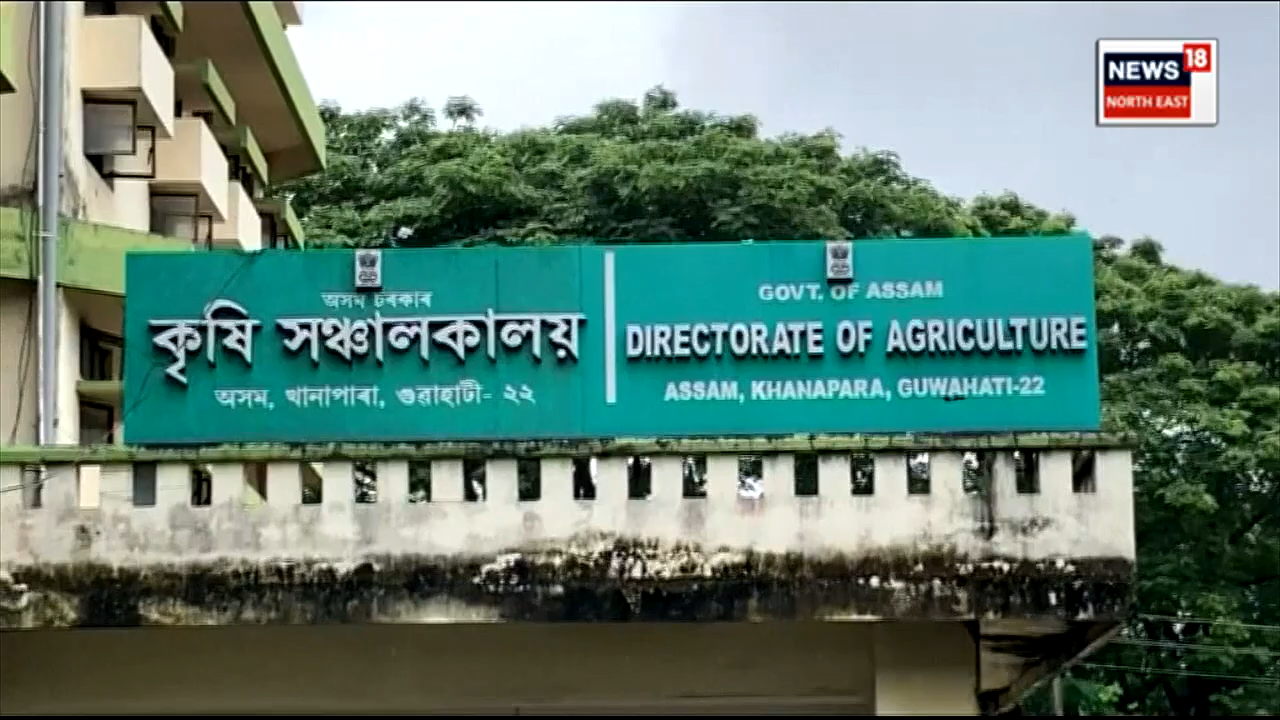 অসম চৰকাৰ
কৃষি সঞ্চালকালয়
অসম, খানাপাৰা, গুৱাহাটী- ২২
GOVT. OF ASSAM
DIRECTORATE OF AGRICULTURE
ASSAM, KHANAPARA, GUWAHATI-22
NEWS 18
NORTH EAST